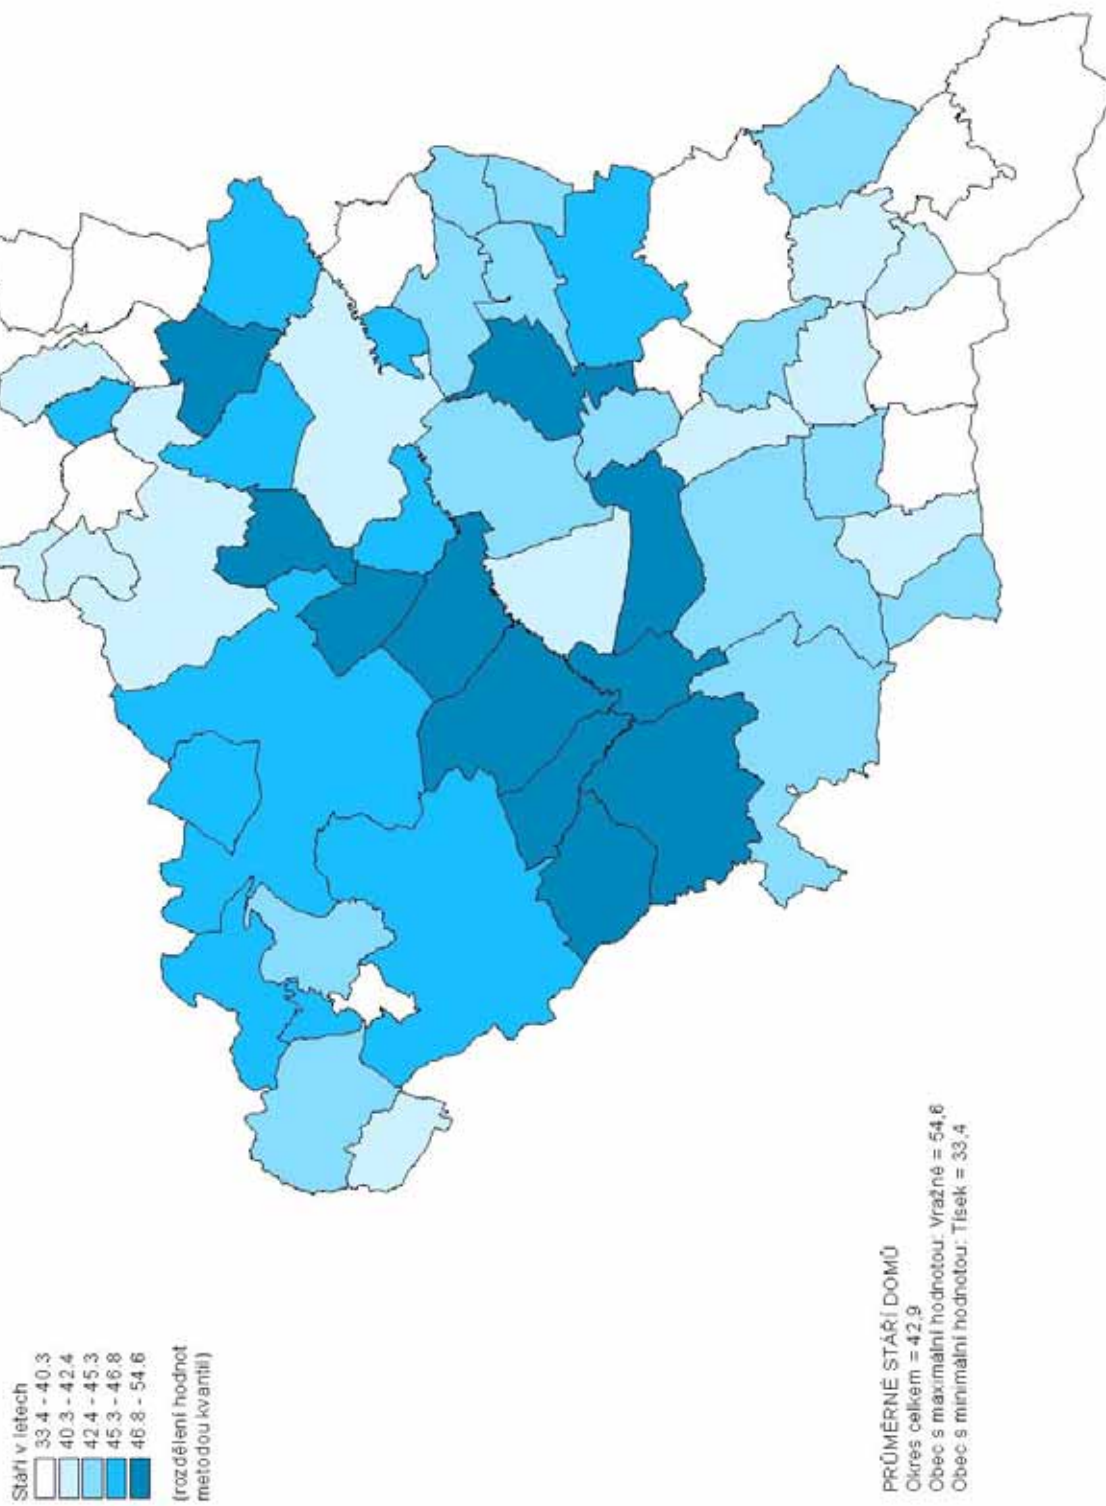 Stáří v letech
33.4 - 40.3
40.3 - 42.4
42.4 - 45.3
45.3 - 46.8
46.8 - 54.6
(rozdělení hodnot
metodou kvantil)
PRŮMĚRNÉ STÁŘÍ DOMŮ
Okres celkem = 42,9
Obec s maximální hodnotou: Vražné = 54,6
Obec s minimální hodnotou: Tísek = 33,4